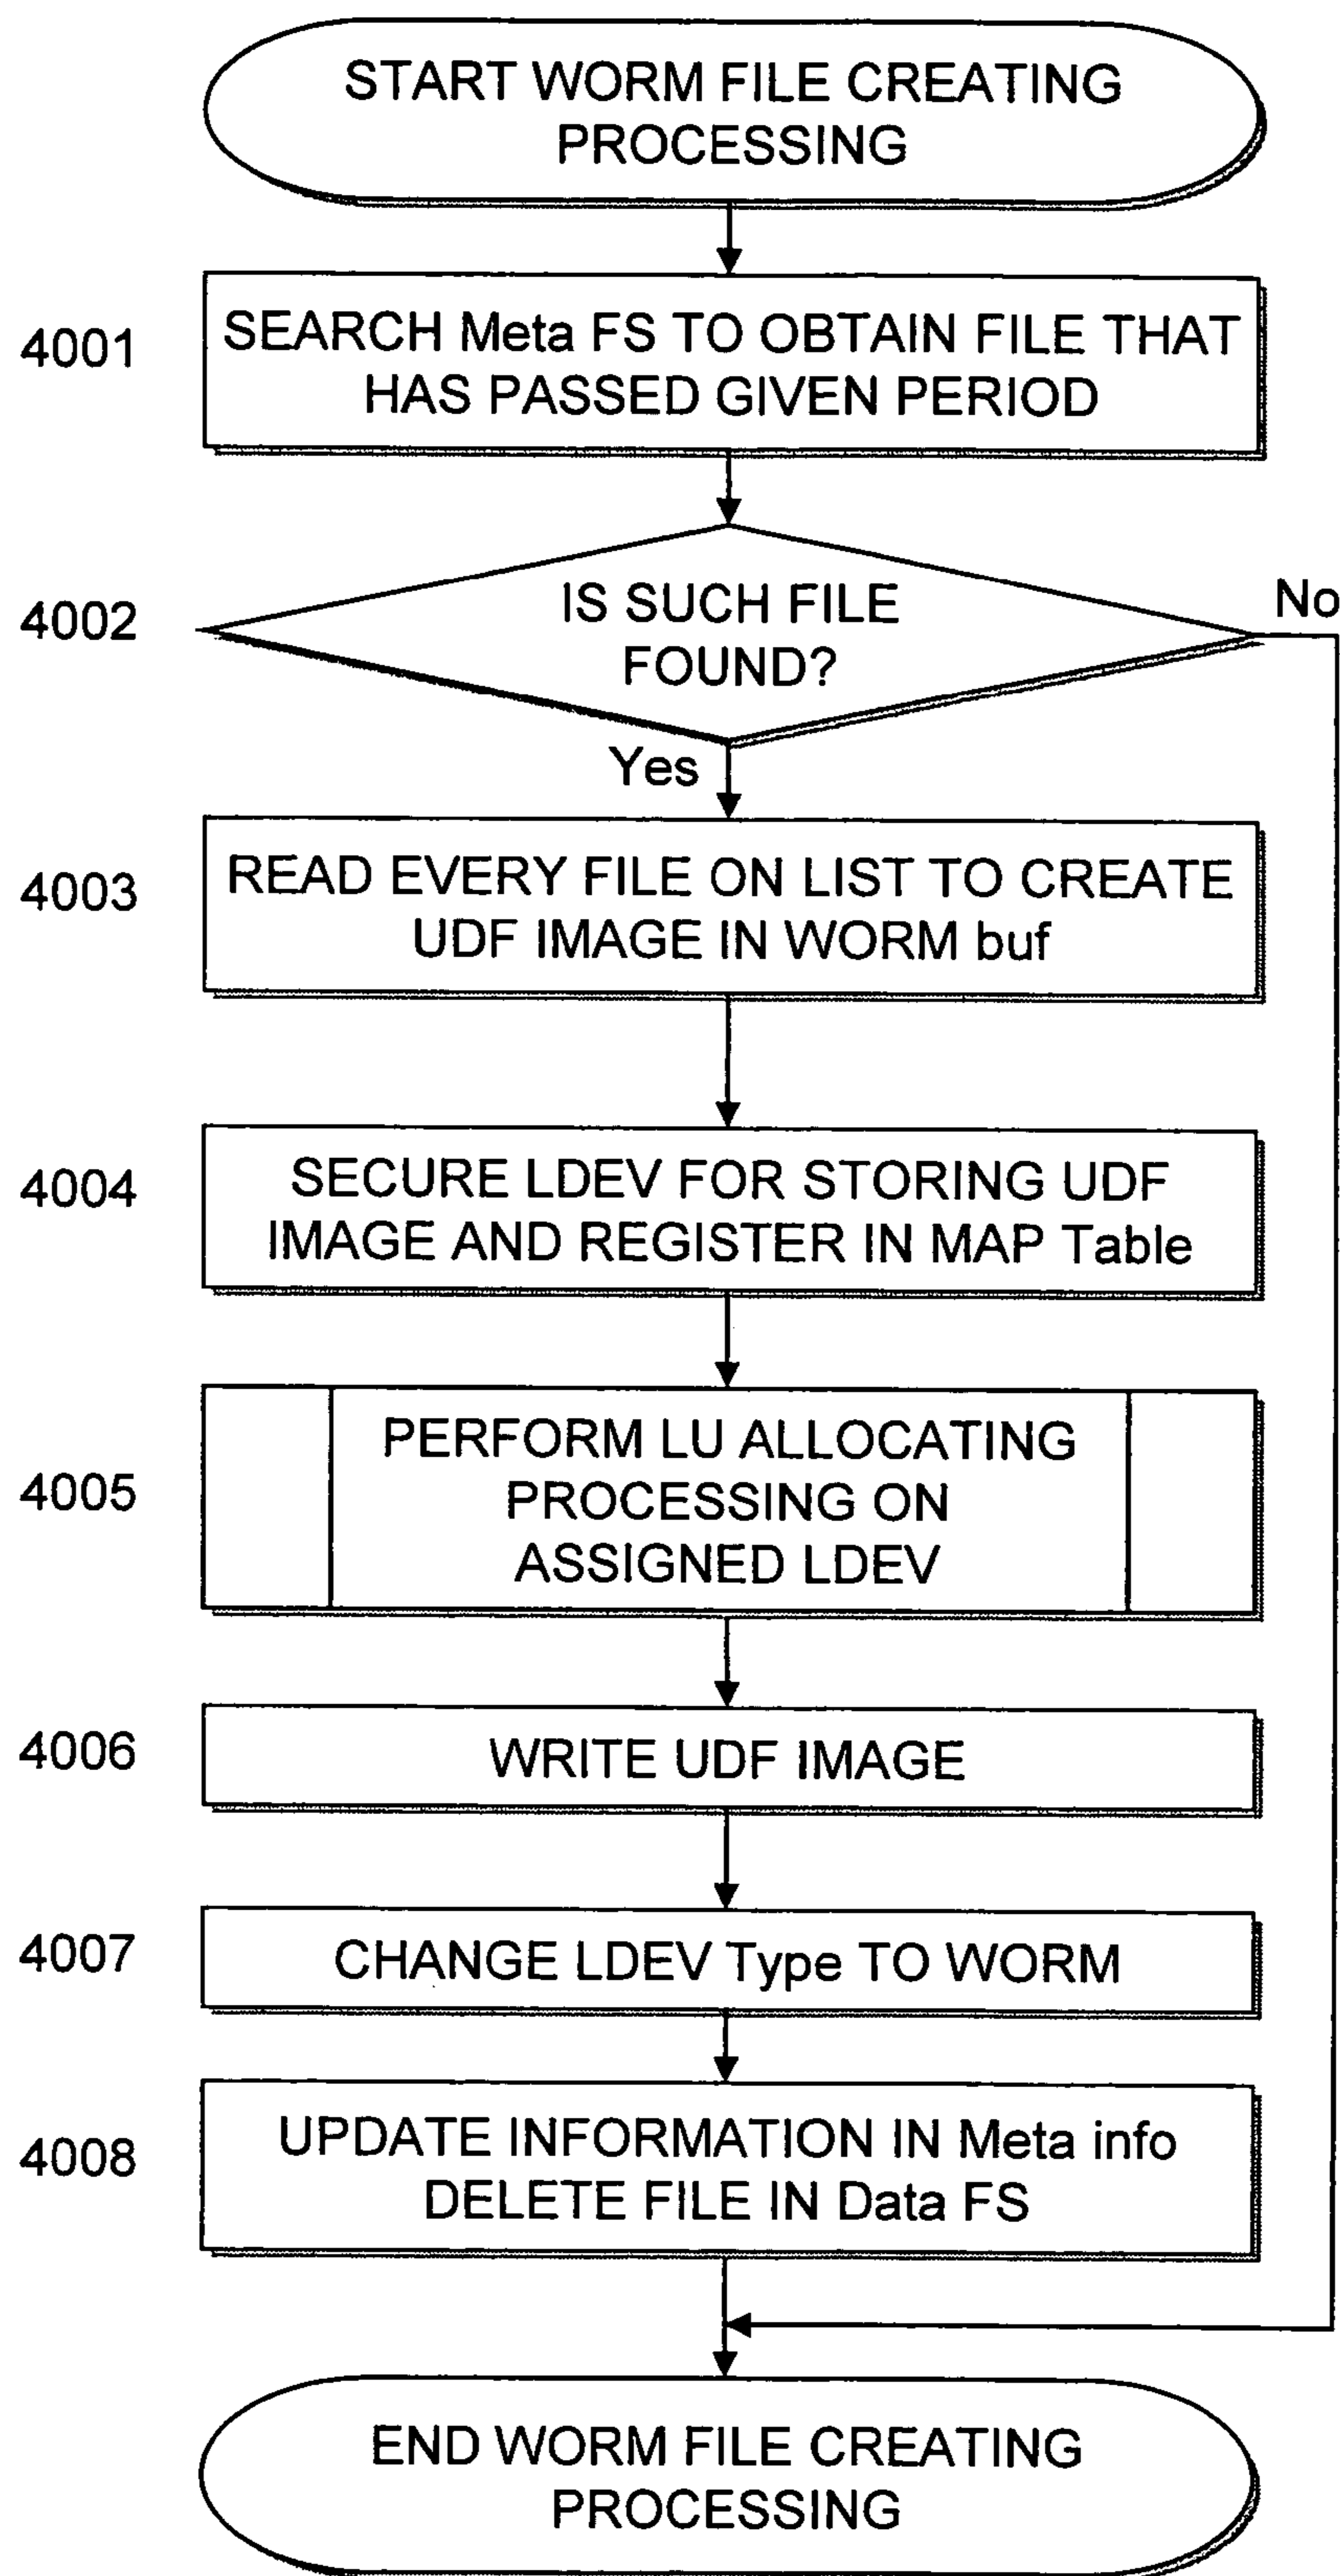 START WORM FILE CREATING
PROCESSING
4001
SEARCH Meta FS TO OBTAIN FILE THAT
HAS PASSED GIVEN PERIOD
4002
IS SUCH FILE
FOUND?
No
Yes
4003
READ EVERY FILE ON LIST TO CREATE
UDF IMAGE IN WORM buf
4004
SECURE LDEV FOR STORING UDF
IMAGE AND REGISTER IN MAP Table
4005
PERFORM LU ALLOCATING
PROCESSING ON
ASSIGNED LDEV
4006
WRITE UDF IMAGE
4007
CHANGE LDEV Type TO WORM
4008
UPDATE INFORMATION IN Meta info
DELETE FILE IN Data FS
END WORM FILE CREATING
PROCESSING